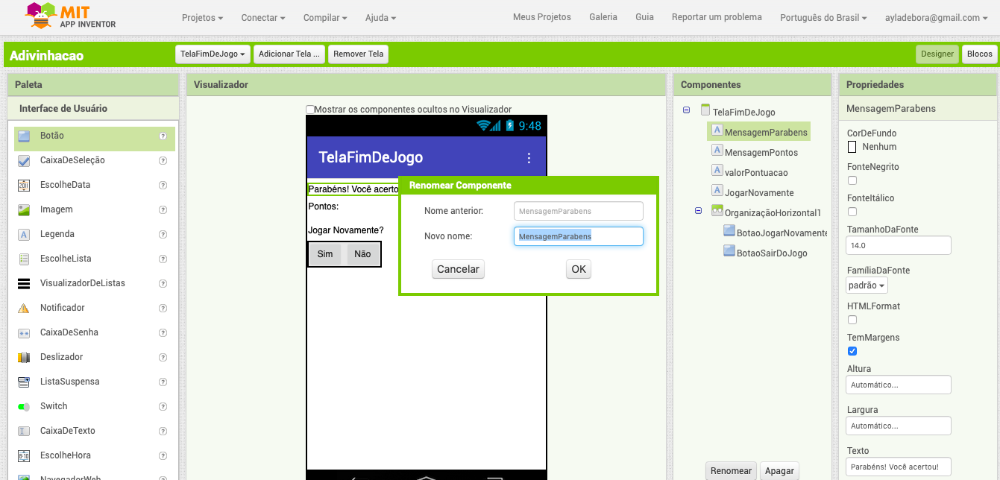 MIT
APP INVENTOR
Projetos
Conectar
Compilar
Ajuda
Meus Projetos
Galeria
Guia
Reportar um problema
Português do Brasil
ayladebora@gmail.com
Adivinhacao
TelaFimDeJogo
Adicionar Tela ...
Remover Tela
Designer
Blocos
Paleta
Interface de Usuário
Botão ?
CaixaDeSeleção ?
EscolheData ?
Imagem ?
Legenda ?
EscolheLista ?
VisualizadorDeListas ?
Notificador ?
CaixaDeSenha ?
Deslizador ?
ListaSuspensa ?
Switch ?
CaixaDeTexto ?
EscolheHora ?
NavegadorWeb
Visualizador
Mostrar os componentes ocultos no Visualizador
9:48
TelaFimDeJogo
Parabéns! Você acerto
Pontos:
Jogar Novamente?
Sim
Não
Renomear Componente
Nome anterior:
MensagemParabens
Novo nome:
MensagemParabens
Cancelar
OK
Componentes
TelaFimDeJogo
MensagemParabens
MensagemPontos
valorPontuacao
JogarNovamente
OrganizaçãoHorizontal1
BotaoJogarNovamente
BotaoSairDoJogo
Renomear
Apagar
Propriedades
MensagemParabens
CorDeFundo
Nenhum
FonteNegrito
FonteItálico
TamanhoDaFonte
14.0
FamíliaDaFonte
padrão
HTMLFormat
TemMargens
Altura
Automático...
Largura
Automático...
Texto
Parabéns! Você acertou!